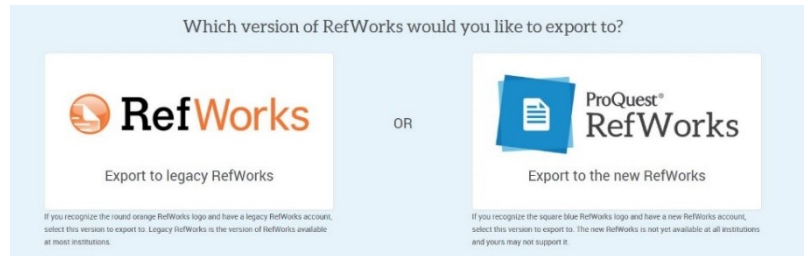 Which version of RefWorks would you like to export to?
RefWorks
Export to legacy RefWorks
If you recognize the round orange RefWorks logo and have a legacy RefWorks account,
select this version to export to. Legacy RefWorks is the version of RefWorks available
at most institutions.
OR
ProQuest®
RefWorks
Export to the new RefWorks
If you recognize the square blue RefWorks logo and have a new RefWorks account,
select this version to export to. The new RefWorks is not yet available at all institutions
and yours may not support it.